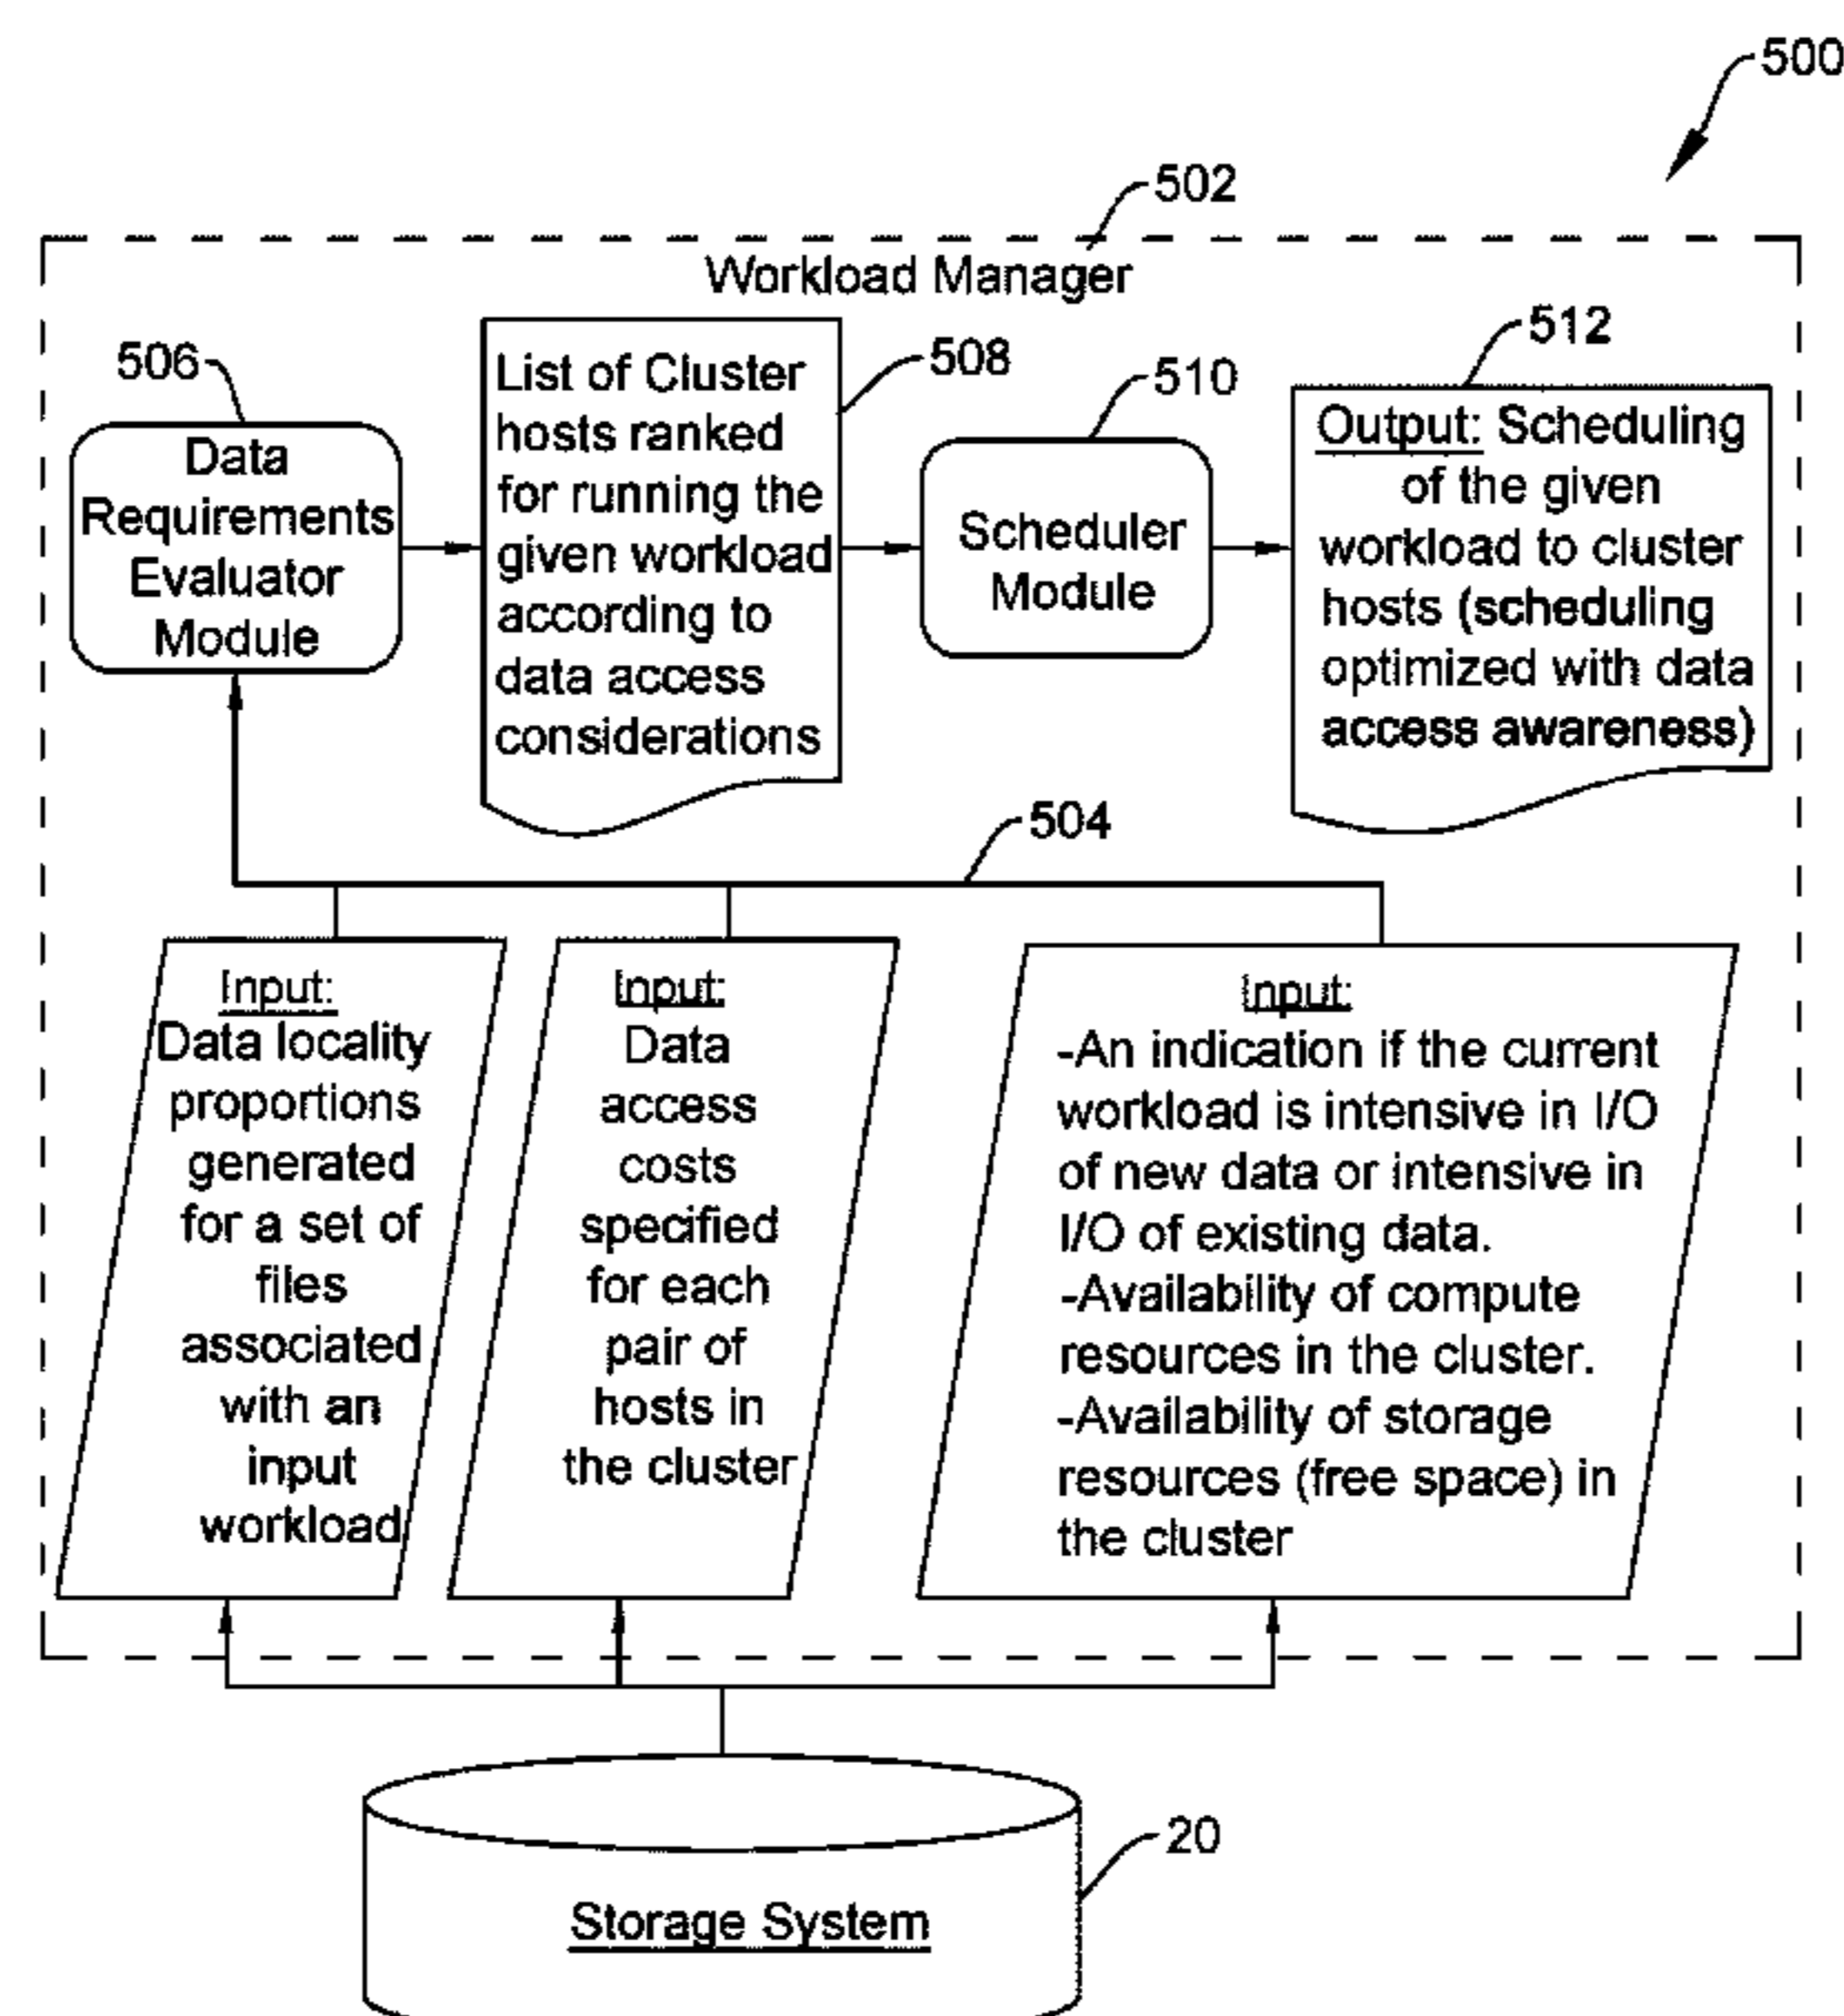 500
502
Workload Manager
506
Data
Requirements
Evaluator
Module
List of Cluster
hosts ranked
for running the
given workload
according to
data access
considerations
508
510
Scheduler
Module
512
Output: Scheduling
of the given
workload to cluster
hosts (scheduling
optimized with data
access awareness)
504
Input:
Data locality
proportions
generated
for a set of
files
associated
with an
input
workload
Input:
Data
access
costs
specified
for each
pair of
hosts in
the cluster
Input:
-An indication if the current
workload is intensive in I/O
of new data or intensive in
I/O of existing data.
-Availability of compute
resources in the cluster.
-Availability of storage
resources (free space) in
the cluster
20
Storage System